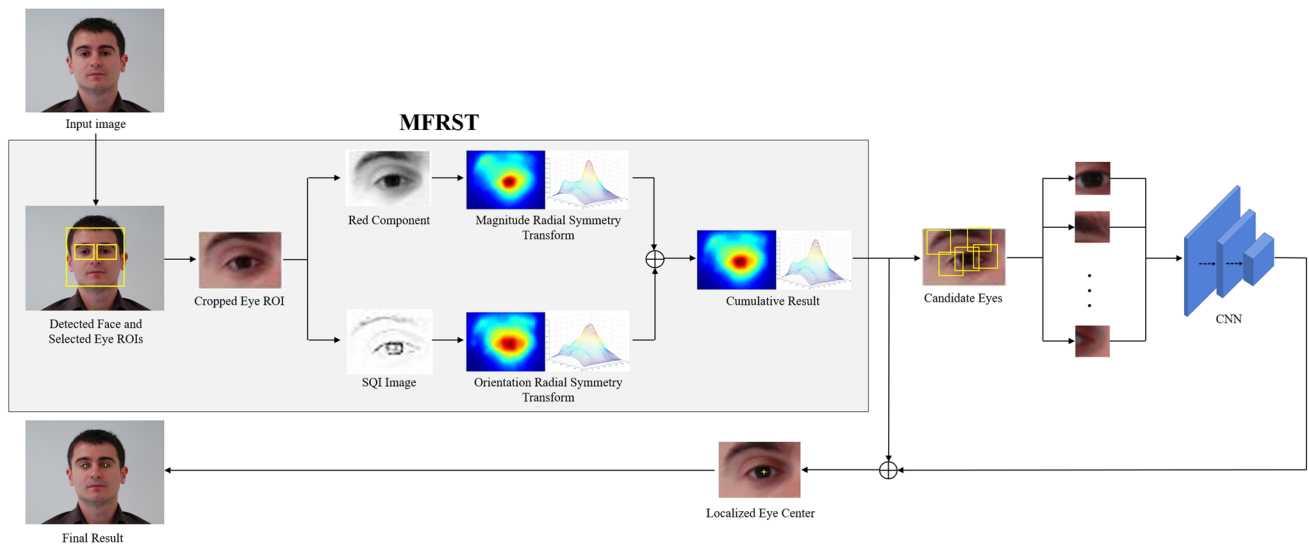 Input image
MFRST
Red Component
Magnitude Radial Symmetry
Transform
Cropped Eye ROI
Cumulative Result
Candidate Eyes
CNN
Detected Face and
Selected Eye ROIs
SQI Image
Orientation Radial Symmetry
Transform
Localized Eye Center
Final Result